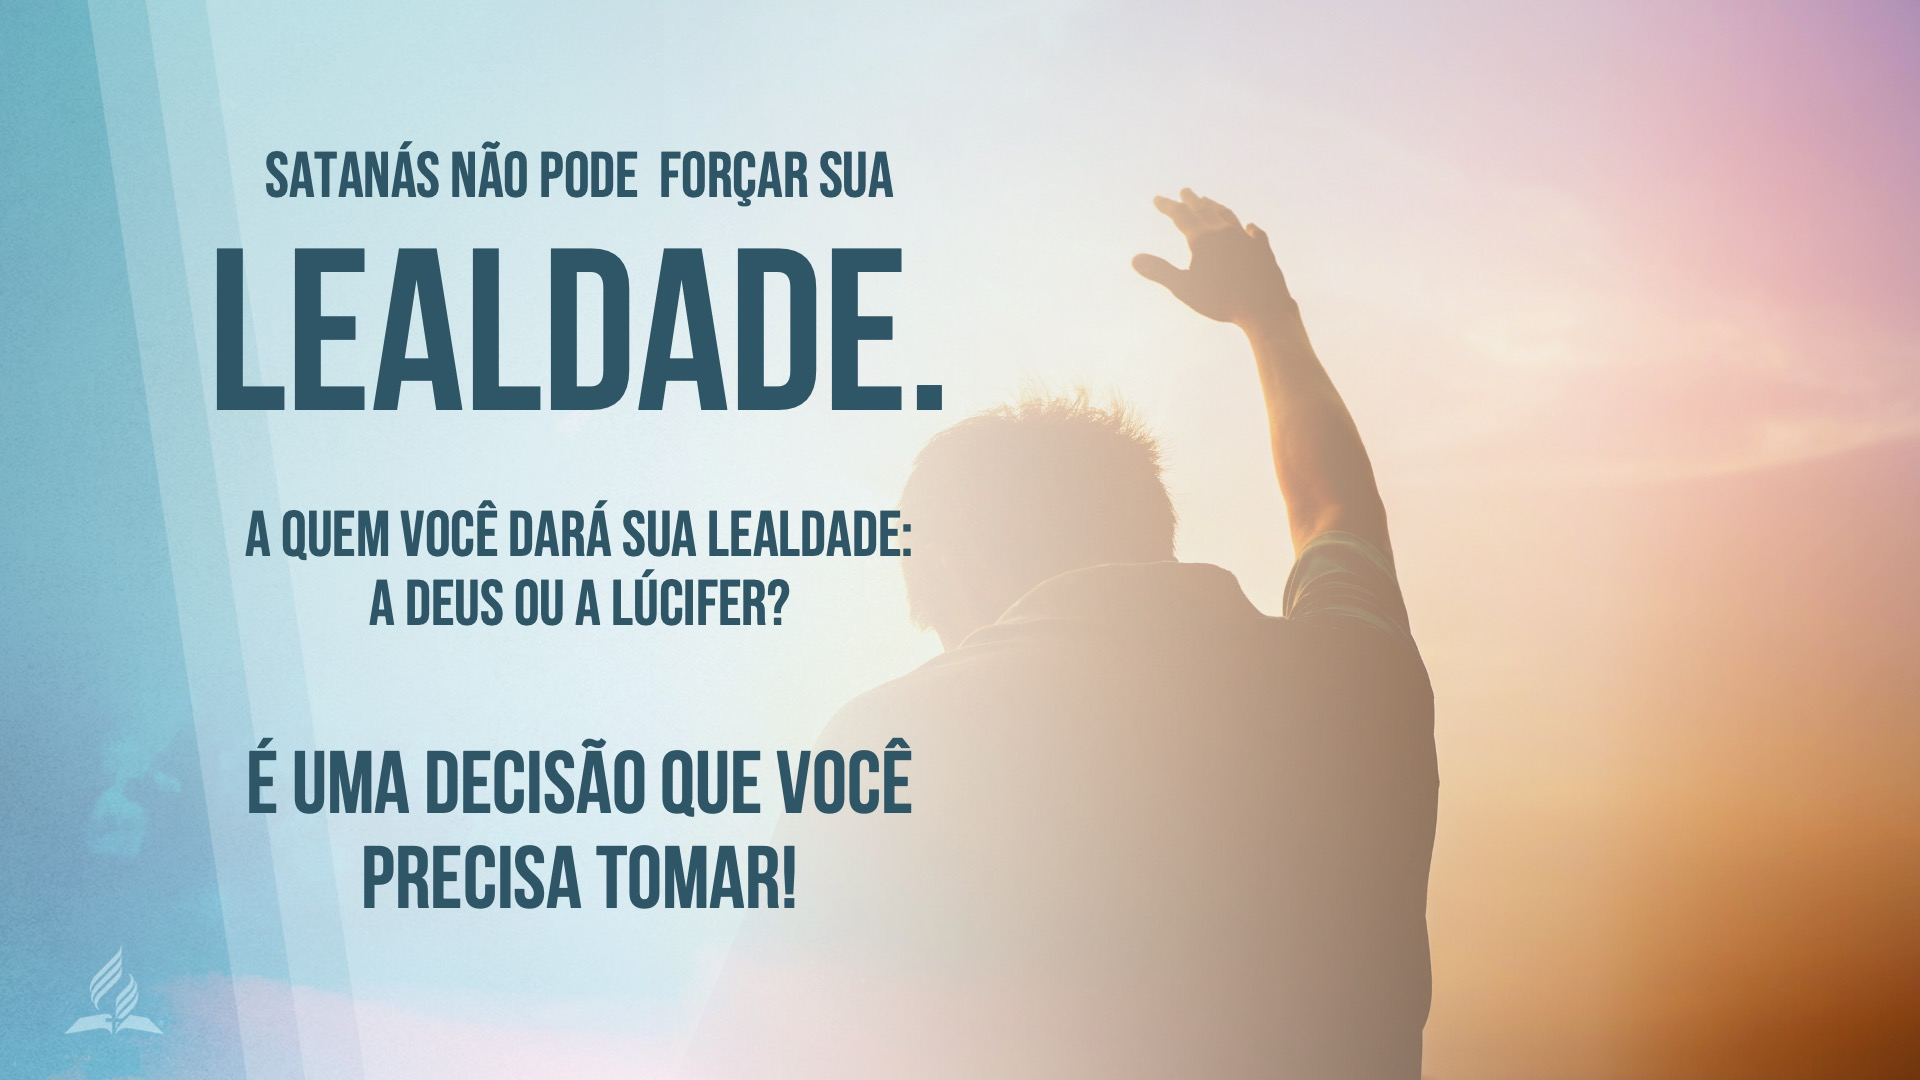 SATANÁS NÃO PODE FORÇAR SUA
LEALDADE.
A QUEM VOCÊ DARÁ SUA LEALDADE:
A DEUS OU A LÚCIFER?
É UMA DECISÃO QUE VOCÊ
PRECISA TOMAR!